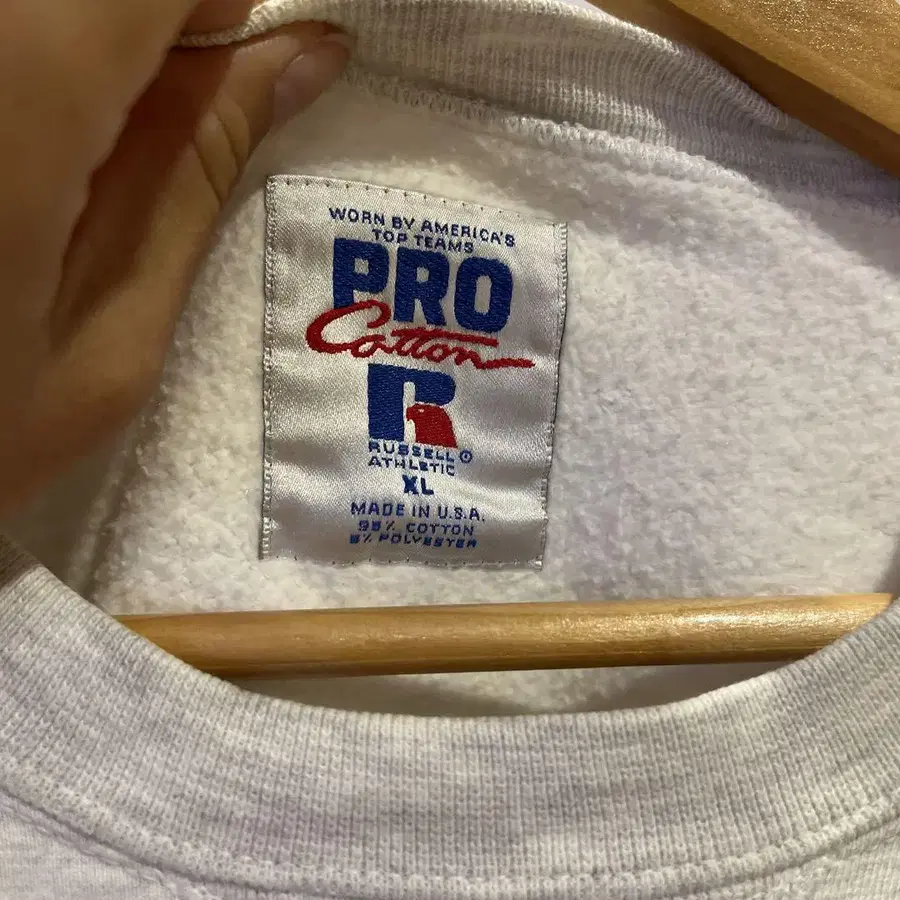 WORN BY AMERICA'S
TOP TEAMS
PRO
Cotton
R
RUSSELL ®
ATHLETIC
XL
MADE IN U.S.A.
95% COTTON
5% POLYESTER